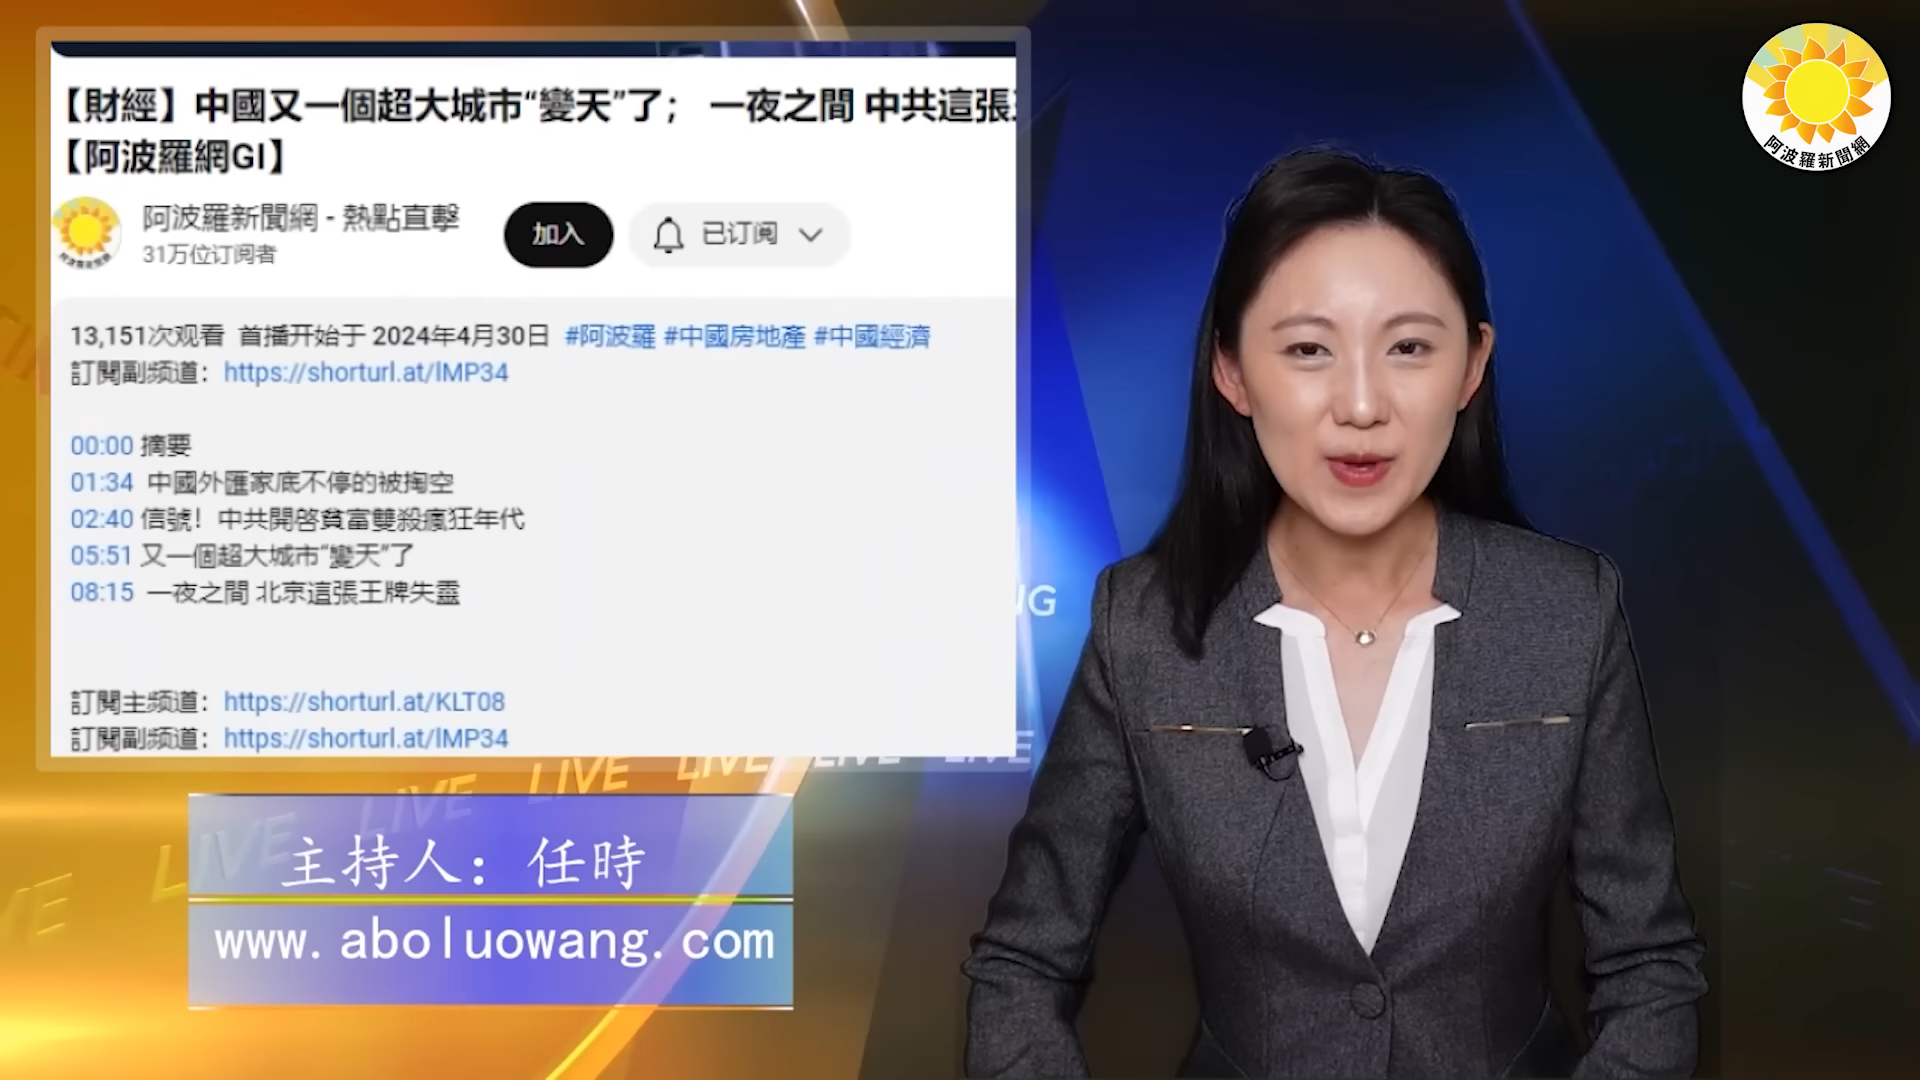 【財經】中國又一個超大城市“變天”了； 一夜之間 中共這張
【阿波羅網GI】
阿波羅新聞網 - 熱點直擊
31万位订阅者
加入
已订阅
13,151次观看 首播开始于 2024年4月30日 #阿波羅 #中國房地產 #中國經濟
訂閱副頻道： https://shorturl.at/lMP34
00:00 摘要
01:34 中國外匯家底不停的被掏空
02:40 信號！中共開啓貧富雙殺瘋狂年代
05:51 又一個超大城市“變天”了
08:15 一夜之間 北京這張王牌失靈
訂閱主頻道： https://shorturl.at/KLT08
訂閱副頻道： https://shorturl.at/lMP34
阿波羅新聞網
LIVE LIVE LIVE
主持人：任時
www.aboluowang.com